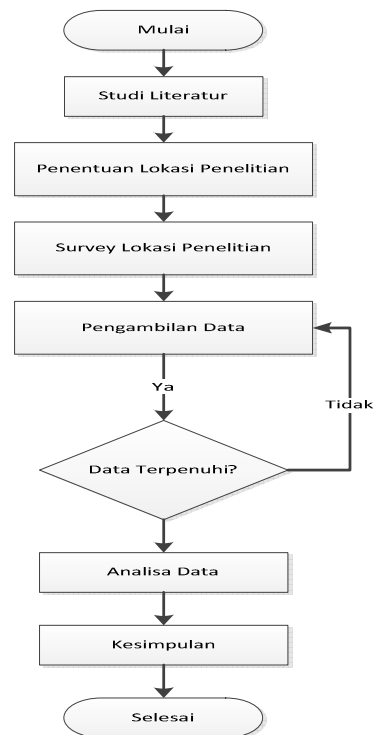 Mulai
Studi Literatur
Penentuan Lokasi Penelitian
Survey Lokasi Penelitian
Pengambilan Data
Ya
Tidak
Data Terpenuhi?
Analisa Data
Kesimpulan
Selesai